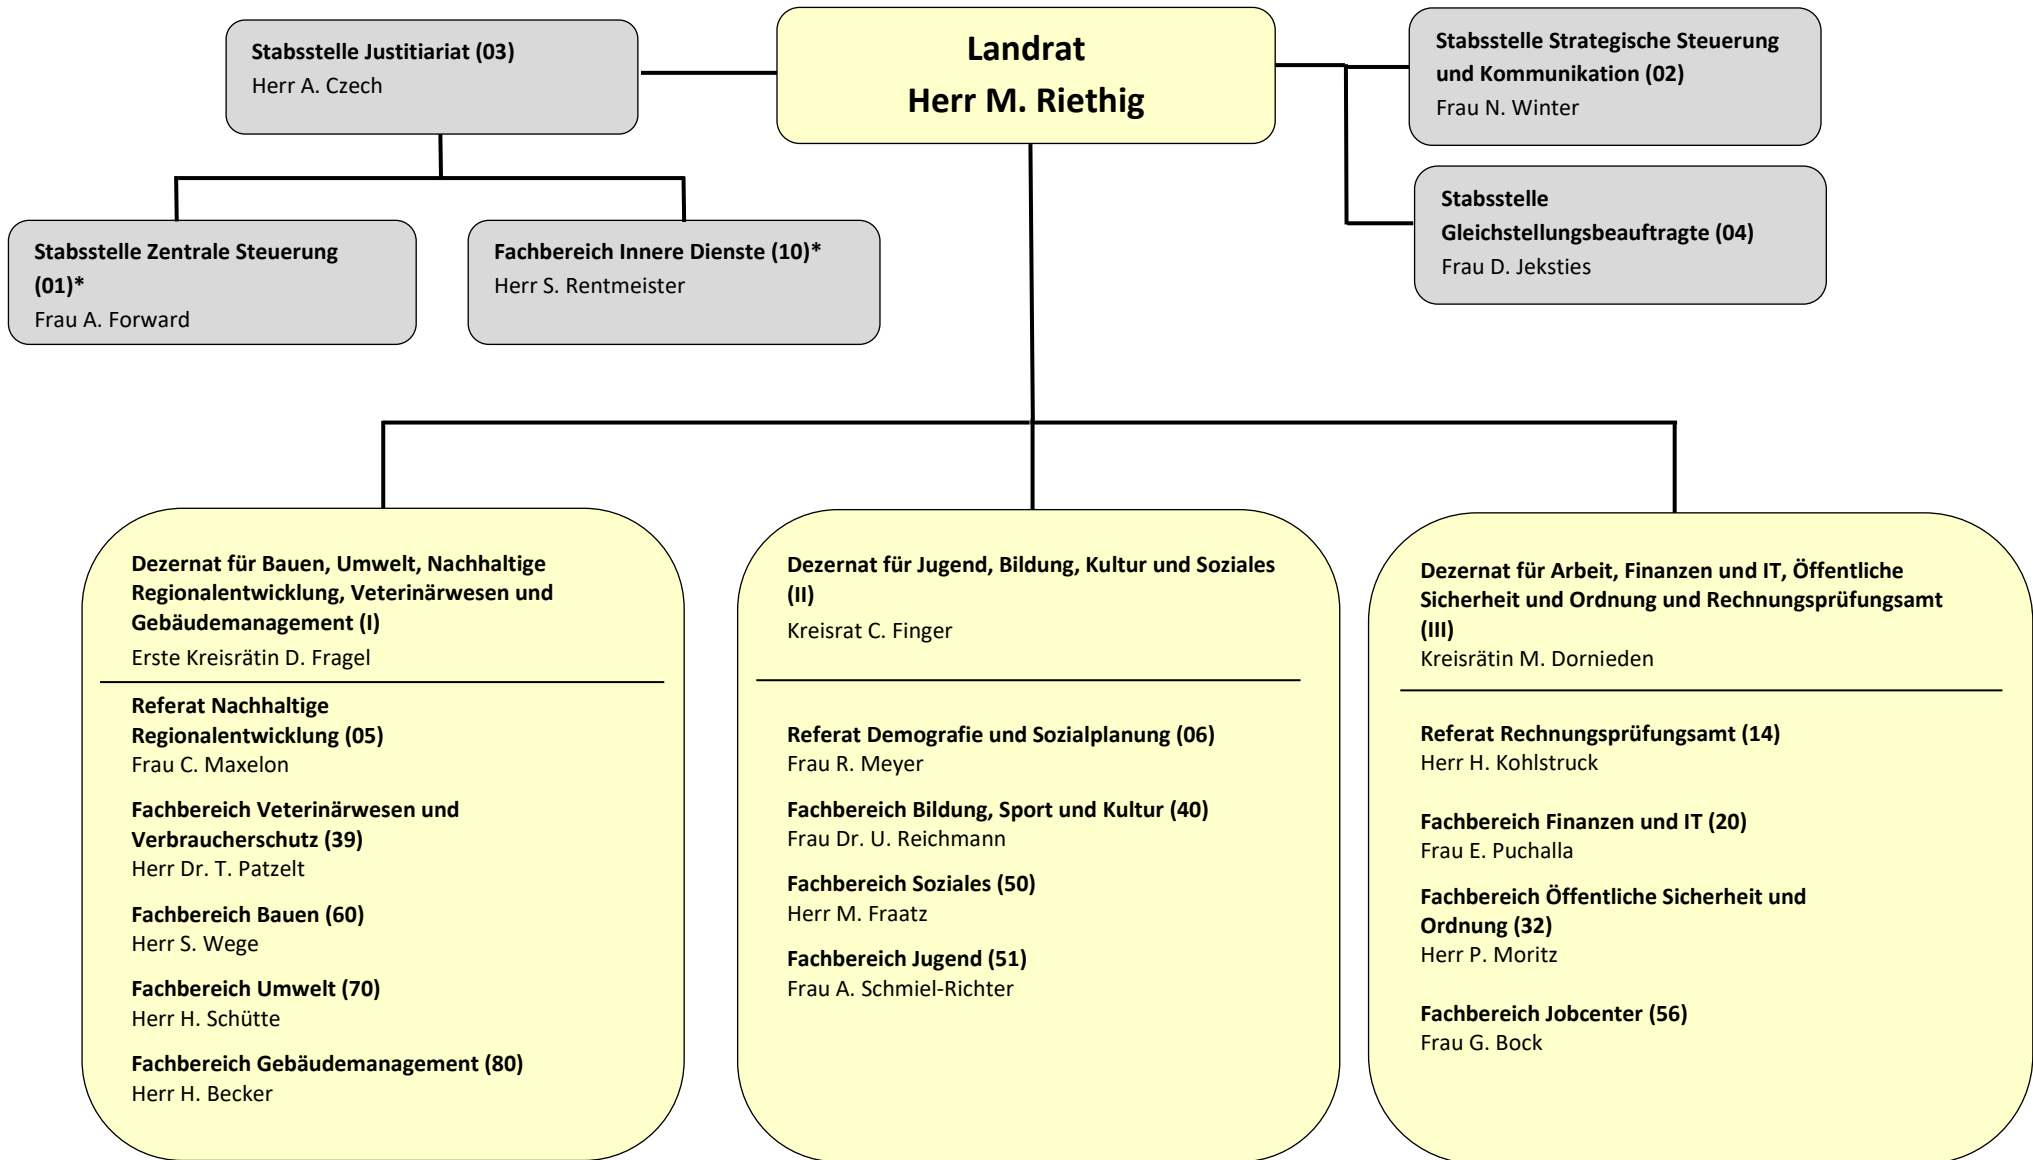 Stabsstelle Justitiariat (03)
Herr A. Czech
Landrat
Herr M. Riethig
Stabsstelle Strategische Steuerung
und Kommunikation (02)
Frau N. Winter
Stabsstelle
Gleichstellungsbeauftragte (04)
Frau D. Jeksties
Stabsstelle Zentrale Steuerung
(01)*
Frau A. Forward
Fachbereich Innere Dienste (10)*
Herr S. Rentmeister
Dezernat für Bauen, Umwelt, Nachhaltige
Regionalentwicklung, Veterinärwesen und
Gebäudemanagement (I)
Erste Kreisrätin D. Fragel
Referat Nachhaltige
Regionalentwicklung (05)
Frau C. Maxelon
Fachbereich Veterinärwesen und
Verbraucherschutz (39)
Herr Dr. T. Patzelt
Fachbereich Bauen (60)
Herr S. Wege
Fachbereich Umwelt (70)
Herr H. Schütte
Fachbereich Gebäudemanagement (80)
Herr H. Becker
Dezernat für Jugend, Bildung, Kultur und Soziales
(II)
Kreisrat C. Finger
Referat Demografie und Sozialplanung (06)
Frau R. Meyer
Fachbereich Bildung, Sport und Kultur (40)
Frau Dr. U. Reichmann
Fachbereich Soziales (50)
Herr M. Fraatz
Fachbereich Jugend (51)
Frau A. Schmiel-Richter
Dezernat für Arbeit, Finanzen und IT, Öffentliche
Sicherheit und Ordnung und Rechnungsprüfungsamt
(III)
Kreisrätin M. Dornieden
Referat Rechnungsprüfungsamt (14)
Herr H. Kohlstruck
Fachbereich Finanzen und IT (20)
Frau E. Puchalla
Fachbereich Öffentliche Sicherheit und
Ordnung (32)
Herr P. Moritz
Fachbereich Jobcenter (56)
Frau G. Bock